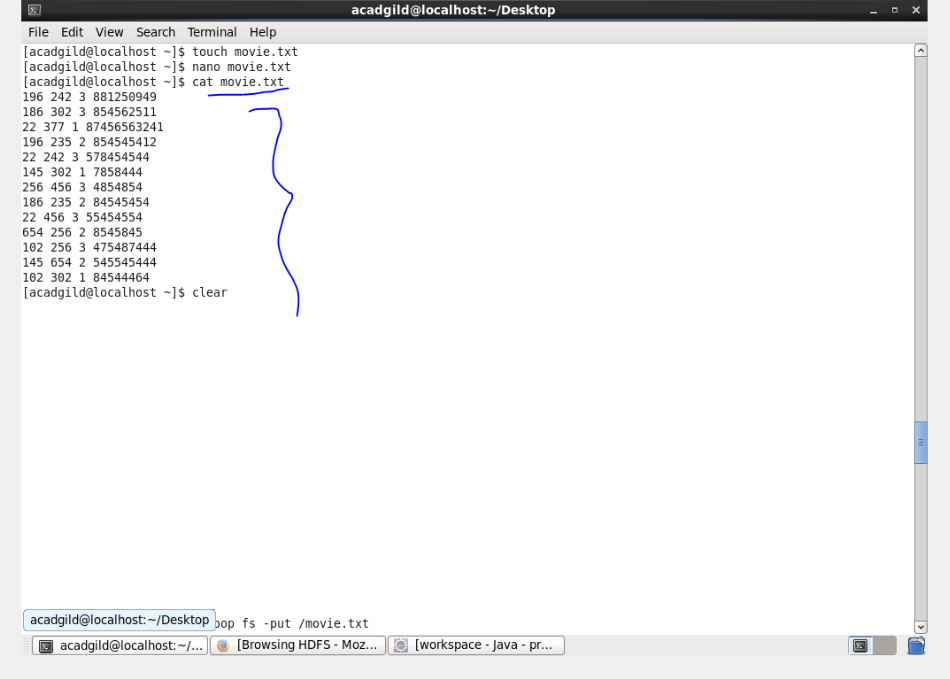 acadgild@localhost:~/Desktop
File Edit View Search Terminal Help
[acadgild@localhost ~]$ touch movie.txt
[acadgild@localhost ~]$ nano movie.txt
[acadgild@localhost ~]$ cat movie.txt
196 242 3 881250949
186 302 3 854562511
22 377 1 87456563241
196 235 2 854545412
22 242 3 578454544
145 302 1 7858444
256 456 3 4854854
186 235 2 84545454
22 456 3 55454554
654 256 2 8545845
102 256 3 475487444
145 654 2 545545444
102 302 1 84544464
[acadgild@localhost ~]$ clear
acadgild@localhost:~/Desktop oop fs -put /movie.txt
acadgild@localhost:~/... [Browsing HDFS - Moz... [workspace - Java - pr...